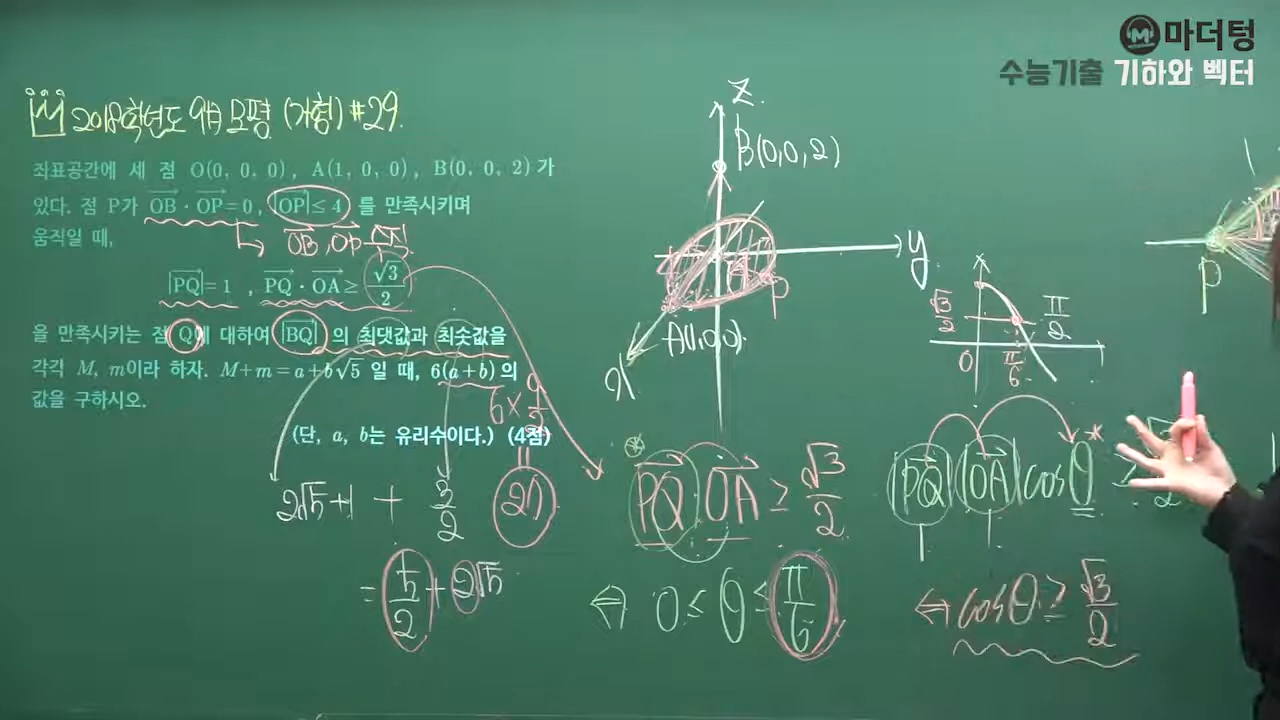 마더텅
수능기출 기하와 벡터
2018학년도 9月 모평 (가형) #29.
좌표공간에 세 점 O(0, 0, 0), A(1, 0, 0), B(0, 0, 2)가
있다. 점 P가 OB · OP = 0, |OP| ≤ 4 를 만족시키며
움직일 때,
OB, OP
|PQ| = 1 , PQ · OA ≥ √3/2
을 만족시키는 점 Q에 대하여 |BQ| 의 최댓값과 최솟값을
각각 M, m이라 하자. M+m=a+b√5 일 때, 6(a+b)의
값을 구하시오.
6× 9/2
(단, a, b는 유리수이다.) (4점)
2√5+1 + 3/2
27
= 5/2 + 2√5
z
B(0,0,2)
y
P
A(1,0,0)
x
√3/2
π/2
0
π/6
P
PQ OA ≥ √3/2
|PQ| |OA| cosθ ≥
⇔ 0 ≤ θ ≤ π/6
⇔ cosθ ≥ √3/2